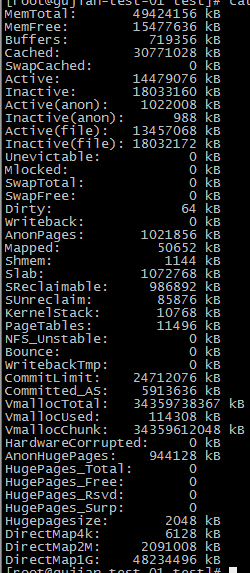 [root@gujian-test-01 test]# cat
MemTotal: 49424156 kB
MemFree: 15477636 kB
Buffers: 719356 kB
Cached: 30771028 kB
SwapCached: 0 kB
Active: 14479076 kB
Inactive: 18033160 kB
Active(anon): 1022008 kB
Inactive(anon): 988 kB
Active(file): 13457068 kB
Inactive(file): 18032172 kB
Unevictable: 0 kB
Mlocked: 0 kB
SwapTotal: 0 kB
SwapFree: 0 kB
Dirty: 64 kB
Writeback: 0 kB
AnonPages: 1021856 kB
Mapped: 50652 kB
Shmem: 1144 kB
Slab: 1072768 kB
SReclaimable: 986892 kB
SUnreclaim: 85876 kB
KernelStack: 10768 kB
PageTables: 11496 kB
NFS_Unstable: 0 kB
Bounce: 0 kB
WritebackTmp: 0 kB
CommitLimit: 24712076 kB
Committed_AS: 5913636 kB
VmallocTotal: 34359738367 kB
VmallocUsed: 114308 kB
VmallocChunk: 34359612048 kB
HardwareCorrupted: 0 kB
AnonHugePages: 944128 kB
HugePages_Total: 0
HugePages_Free: 0
HugePages_Rsvd: 0
HugePages_Surp: 0
Hugepagesize: 2048 kB
DirectMap4k: 6128 kB
DirectMap2M: 2091008 kB
DirectMap1G: 48234496 kB
[root@gujian-test-01 test]#